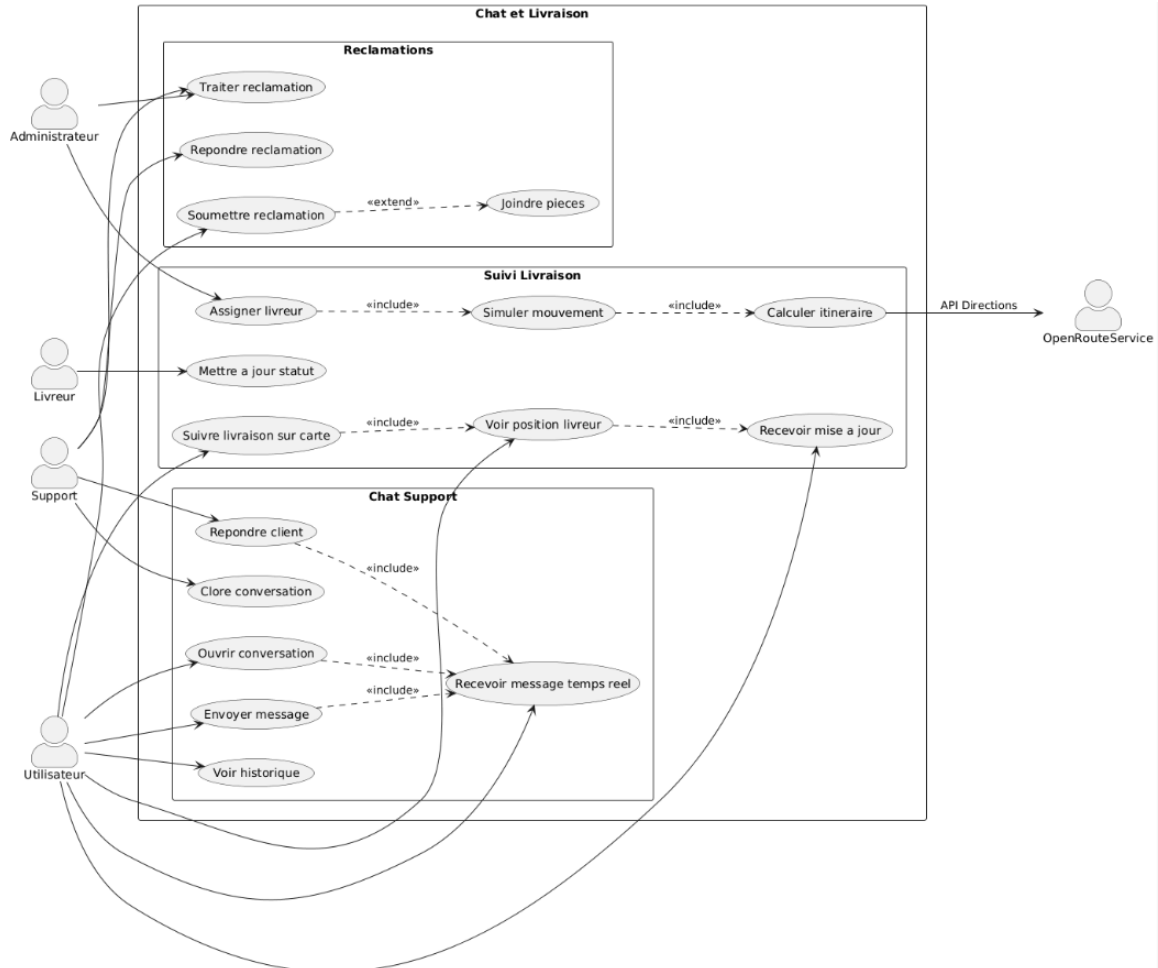 Chat et Livraison
Reclamations
Traiter reclamation
Administrateur
Repondre reclamation
Soumettre reclamation
«extend»
Joindre pieces
Suivi Livraison
Assigner livreur
«include»
Simuler mouvement
«include»
Calculer itineraire
API Directions
OpenRouteService
Mettre a jour statut
Livreur
Suivre livraison sur carte
«include»
Voir position livreur
«include»
Recevoir mise a jour
Support
Chat Support
Repondre client
«include»
Clore conversation
Ouvrir conversation
«include»
Recevoir message temps reel
«include»
Envoyer message
Voir historique
Utilisateur